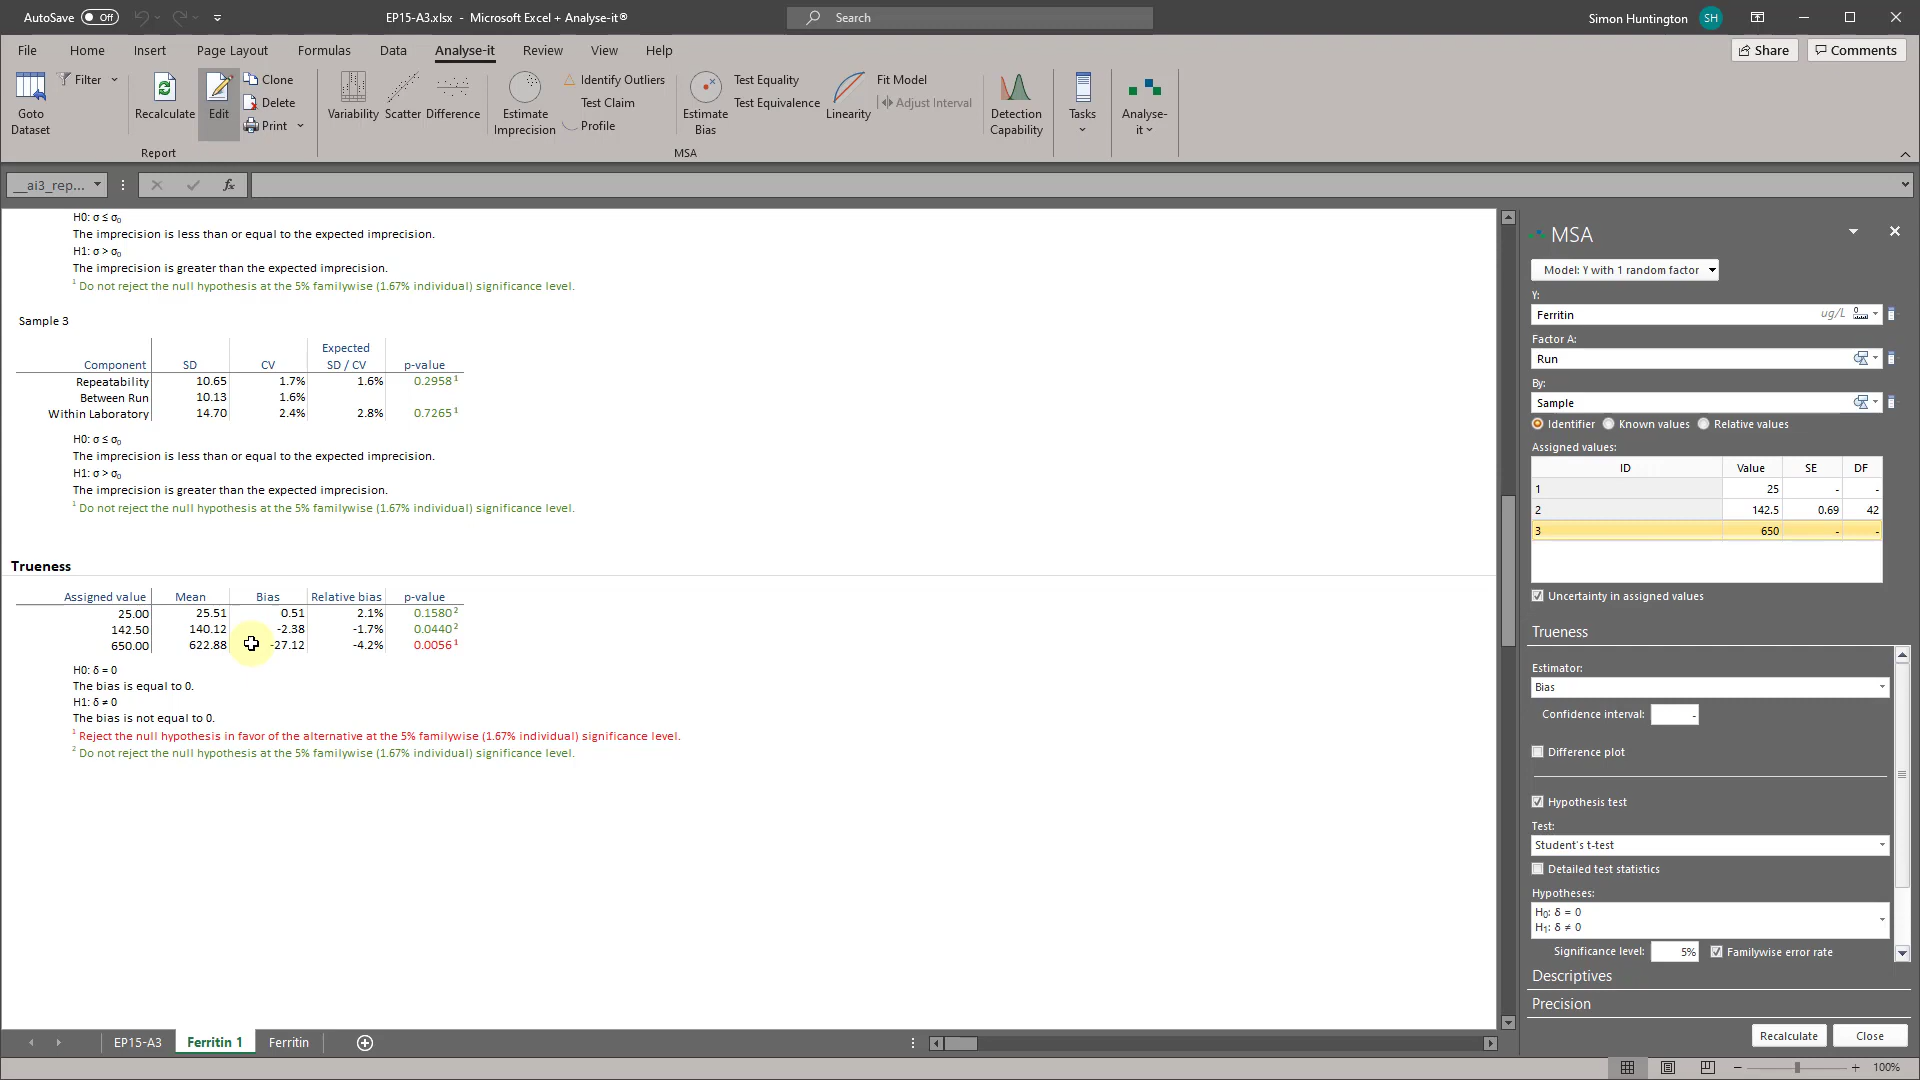 AutoSave Off
EP15-A3.xlsx - Microsoft Excel + Analyse-it®
Search
Simon Huntington SH
File Home Insert Page Layout Formulas Data Analyse-it Review View Help
Share Comments
Goto Dataset
Filter
Recalculate
Edit
Clone
Delete
Print
Report
Variability
Scatter
Difference
Estimate Imprecision
Identify Outliers
Test Claim
Profile
Estimate Bias
Test Equality
Test Equivalence
Linearity
Fit Model
Adjust Interval
MSA
Detection Capability
Tasks
Analyse-it
__ai3_rep...
fx
H0: σ ≤ σ0
The imprecision is less than or equal to the expected imprecision.
H1: σ > σ0
The imprecision is greater than the expected imprecision.
1 Do not reject the null hypothesis at the 5% familywise (1.67% individual) significance level.
Sample 3
Component SD CV Expected SD / CV p-value
Repeatability 10.65 1.7% 1.6% 0.2958 1
Between Run 10.13 1.6%
Within Laboratory 14.70 2.4% 2.8% 0.7265 1
H0: σ ≤ σ0
The imprecision is less than or equal to the expected imprecision.
H1: σ > σ0
The imprecision is greater than the expected imprecision.
1 Do not reject the null hypothesis at the 5% familywise (1.67% individual) significance level.
Trueness
Assigned value Mean Bias Relative bias p-value
25.00 25.51 0.51 2.1% 0.1580 2
142.50 140.12 -2.38 -1.7% 0.0440 2
650.00 622.88 -27.12 -4.2% 0.0056 1
H0: δ = 0
The bias is equal to 0.
H1: δ ≠ 0
The bias is not equal to 0.
1 Reject the null hypothesis in favor of the alternative at the 5% familywise (1.67% individual) significance level.
2 Do not reject the null hypothesis at the 5% familywise (1.67% individual) significance level.
MSA
Model: Y with 1 random factor
Y:
Ferritin ug/L
Factor A:
Run
By:
Sample
Identifier Known values Relative values
Assigned values:
ID Value SE DF
1 25 - -
2 142.5 0.69 42
3 650 - -
Uncertainty in assigned values
Trueness
Estimator:
Bias
Confidence interval: -
Difference plot
Hypothesis test
Test:
Student's t-test
Detailed test statistics
Hypotheses:
H0: δ = 0
H1: δ ≠ 0
Significance level: 5% Familywise error rate
Descriptives
Precision
Recalculate Close
EP15-A3 Ferritin 1 Ferritin
100%